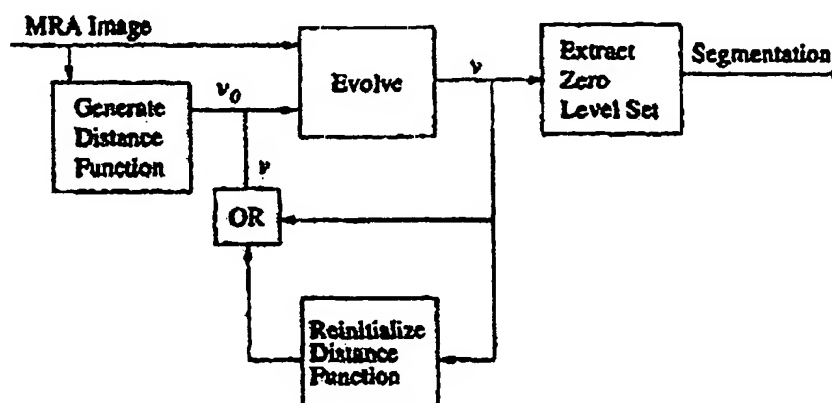 MRA Image
Generate
Distance
Function
v₀
Evolve
v
Extract
Zero
Level Set
Segmentation
v
OR
Reinitialize
Distance
Function